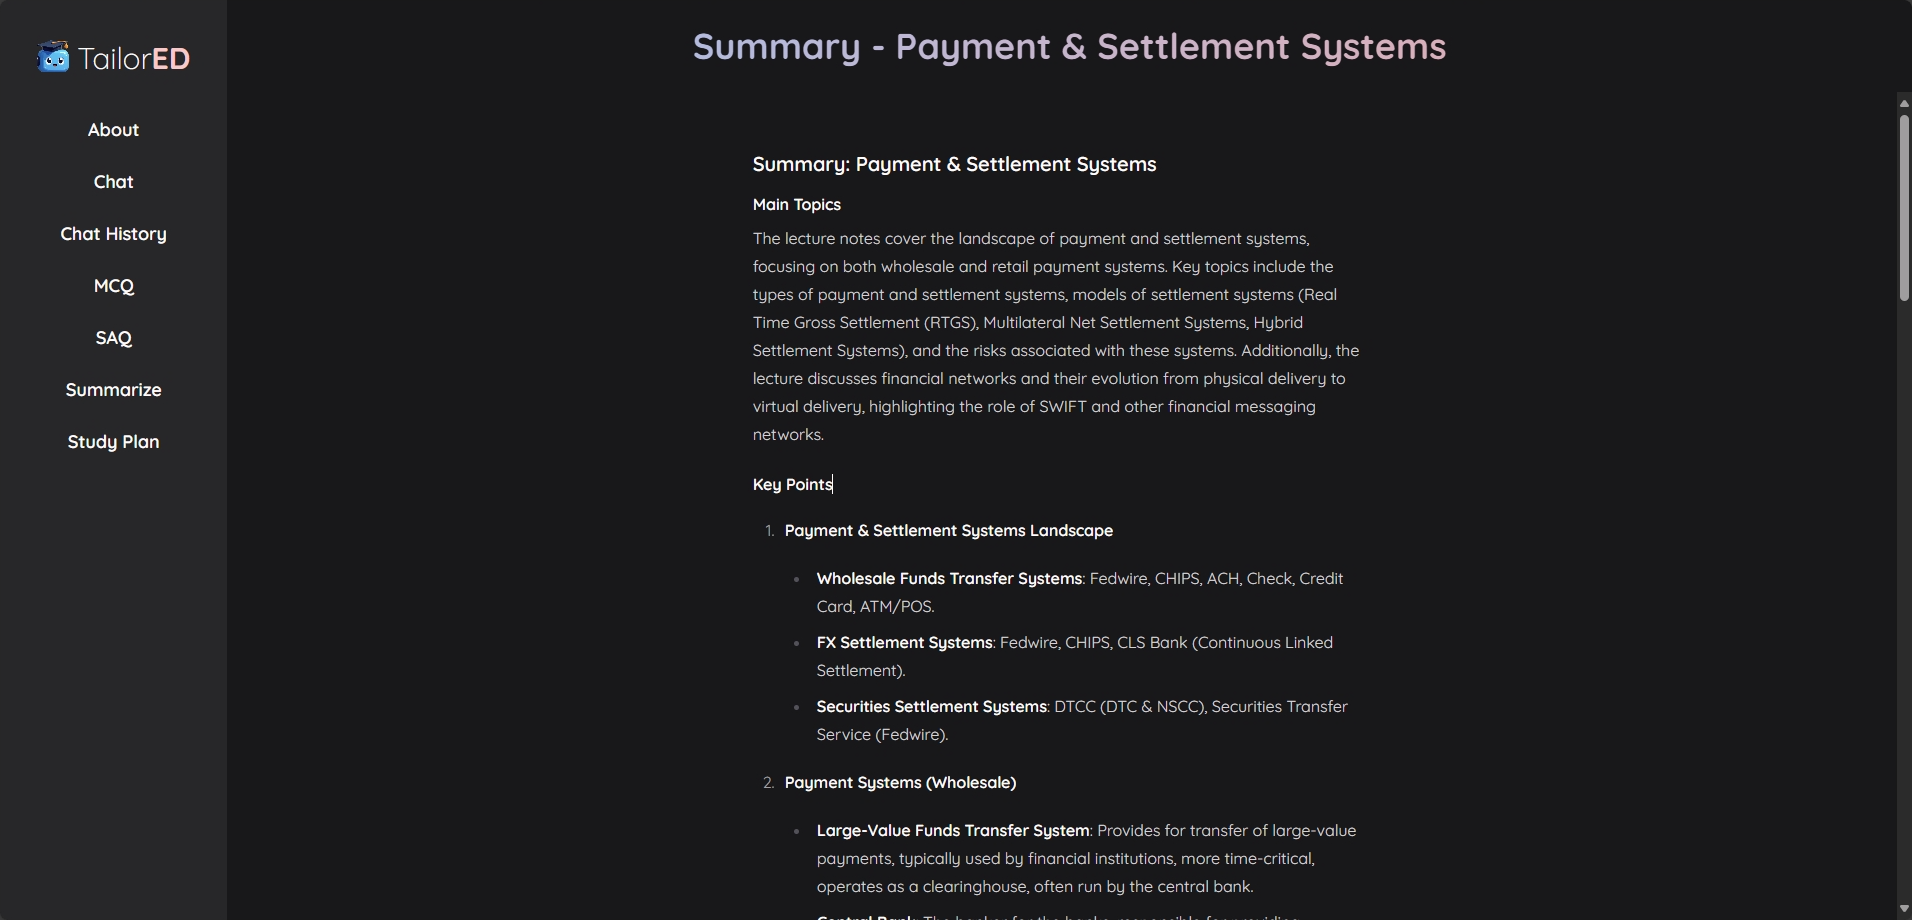 TailorED
About
Chat
Chat History
MCQ
SAQ
Summarize
Study Plan
Summary - Payment & Settlement Systems
Summary: Payment & Settlement Systems
Main Topics
The lecture notes cover the landscape of payment and settlement systems,
focusing on both wholesale and retail payment systems. Key topics include the
types of payment and settlement systems, models of settlement systems (Real
Time Gross Settlement (RTGS), Multilateral Net Settlement Systems, Hybrid
Settlement Systems), and the risks associated with these systems. Additionally, the
lecture discusses financial networks and their evolution from physical delivery to
virtual delivery, highlighting the role of SWIFT and other financial messaging
networks.
Key Points
1. Payment & Settlement Systems Landscape
• Wholesale Funds Transfer Systems: Fedwire, CHIPS, ACH, Check, Credit
Card, ATM/POS.
• FX Settlement Systems: Fedwire, CHIPS, CLS Bank (Continuous Linked
Settlement).
• Securities Settlement Systems: DTCC (DTC & NSCC), Securities Transfer
Service (Fedwire).
2. Payment Systems (Wholesale)
• Large-Value Funds Transfer System: Provides for transfer of large-value
payments, typically used by financial institutions, more time-critical,
operates as a clearinghouse, often run by the central bank.